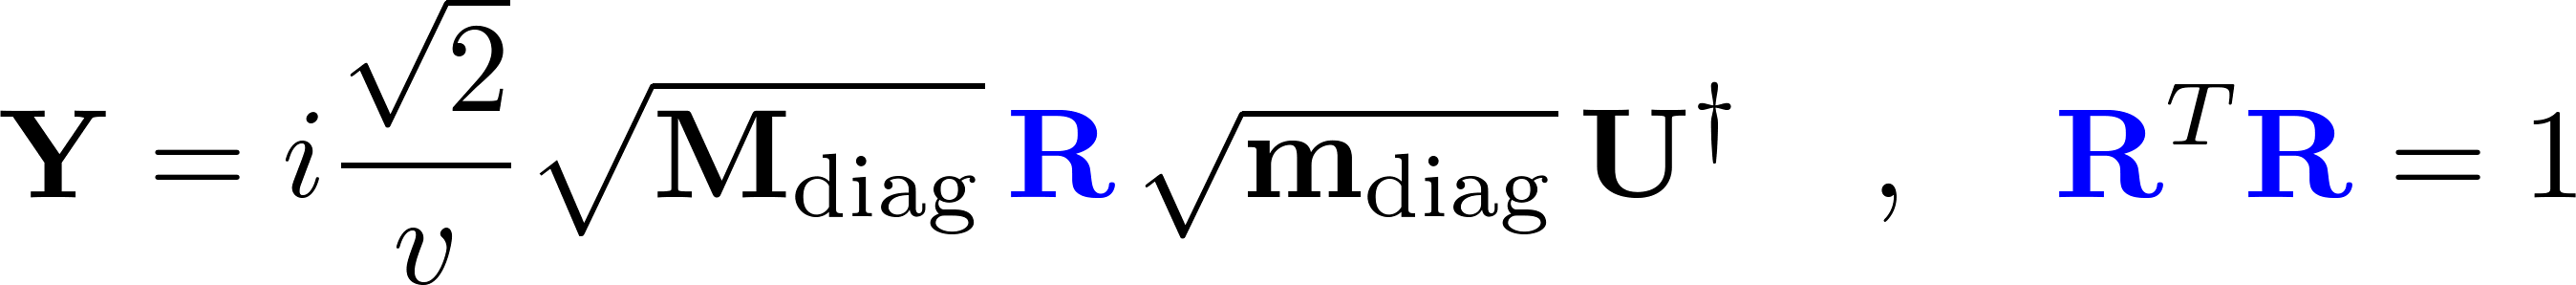 Y = i √2/v √M_diag R √m_diag U† , R^T R = 1